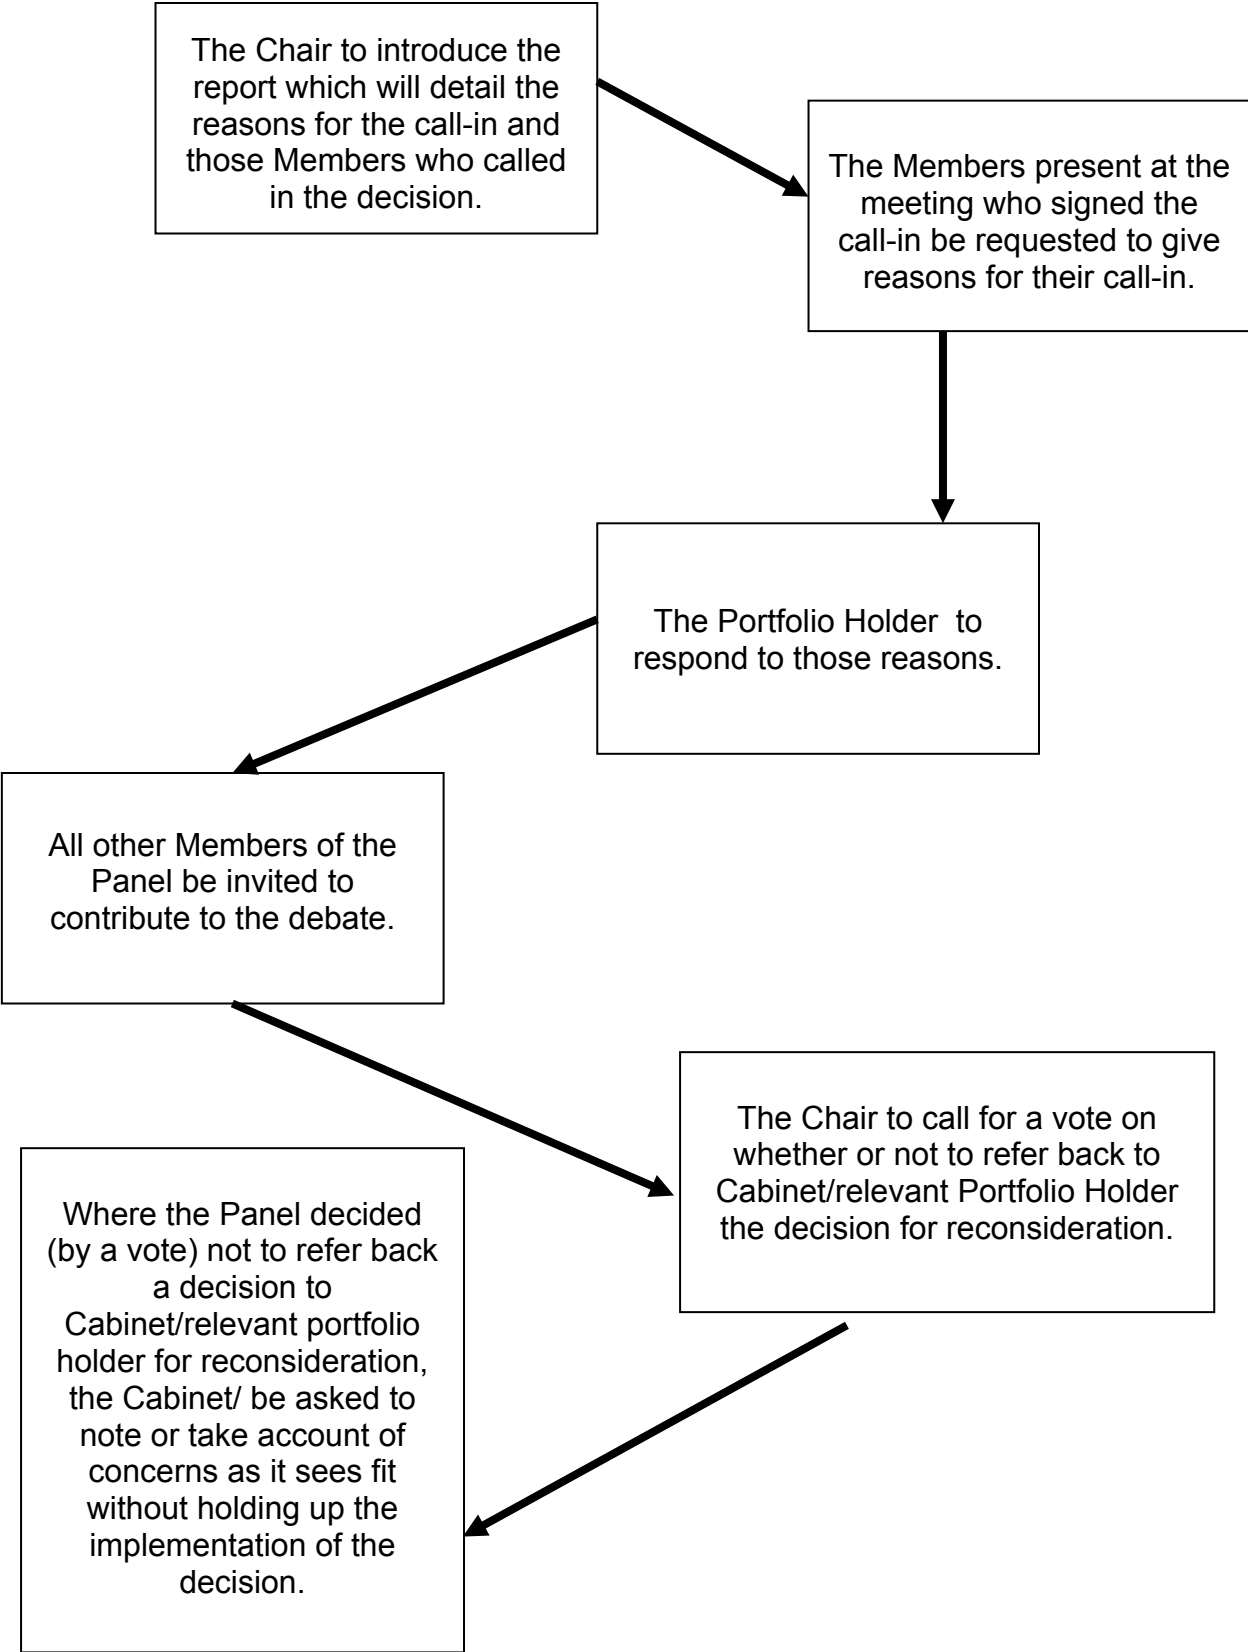 The Chair to introduce the
report which will detail the
reasons for the call-in and
those Members who called
in the decision.
The Members present at the
meeting who signed the
call-in be requested to give
reasons for their call-in.
The Portfolio Holder  to
respond to those reasons.
All other Members of the
Panel be invited to
contribute to the debate.
The Chair to call for a vote on
whether or not to refer back to
Cabinet/relevant Portfolio Holder
the decision for reconsideration.
Where the Panel decided
(by a vote) not to refer back
a decision to
Cabinet/relevant portfolio
holder for reconsideration,
the Cabinet/ be asked to
note or take account of
concerns as it sees fit
without holding up the
implementation of the
decision.